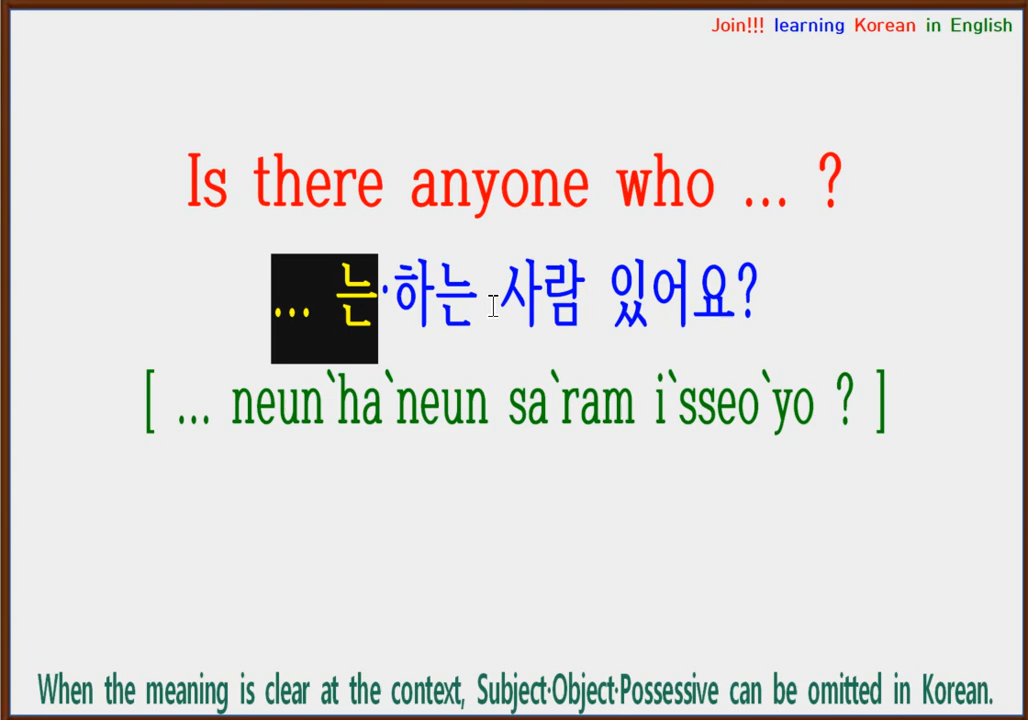 Join!!! learning Korean in English
Is there anyone who ... ?
... 는·하는 사람 있어요?
[ ... neun`ha`neun sa`ram i`sseo`yo ? ]
When the meaning is clear at the context, Subject·Object·Possessive can be omitted in Korean.